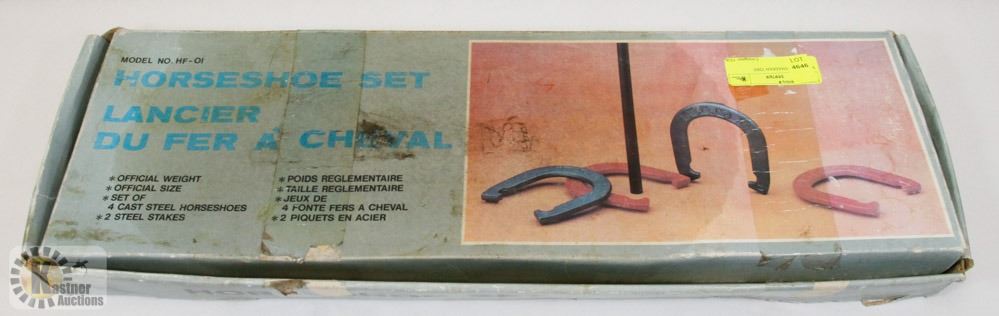 MODEL NO. HF-01
HORSESHOE SET
LANCIER
DU FER À CHEVAL
*OFFICIAL WEIGHT
*OFFICIAL SIZE
*SET OF
4 CAST STEEL HORSESHOES
*2 STEEL STAKES
*POIDS REGLEMENTAIRE
*TAILLE REGLEMENTAIRE
*JEUX DE
4 FONTE FERS A CHEVAL
*2 PIQUETS EN ACIER
LOT
4646
Kastner
Auctions